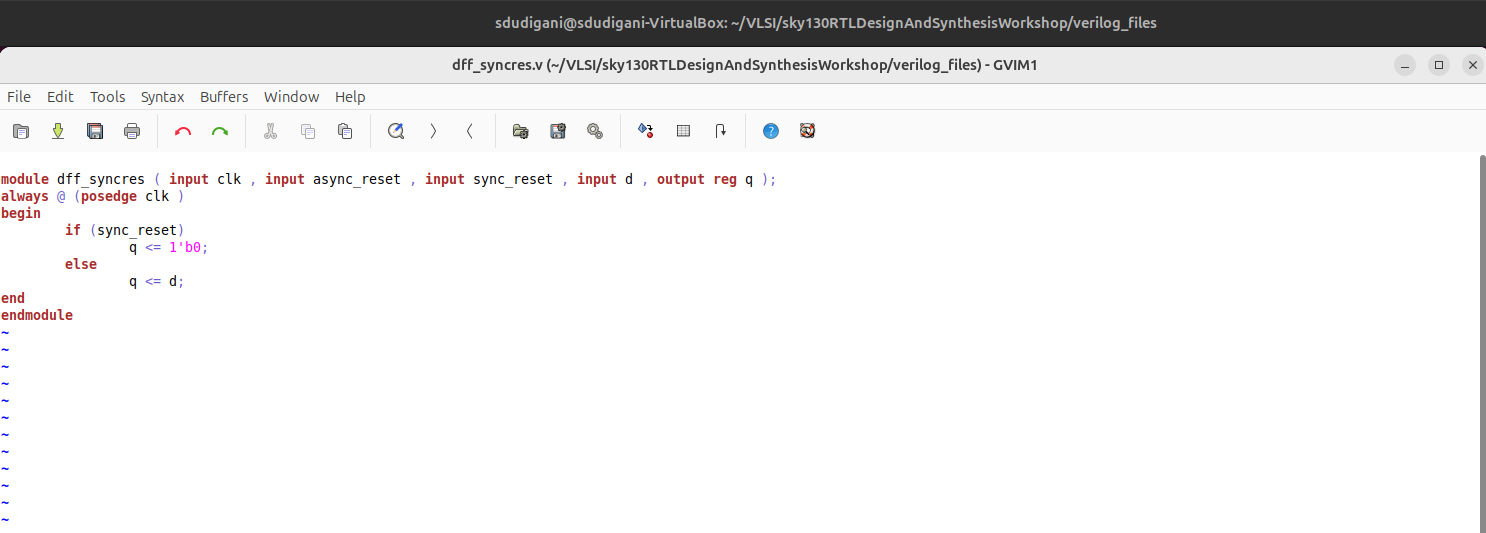 sdudigani@sdudigani-VirtualBox: ~/VLSI/sky130RTLDesignAndSynthesisWorkshop/verilog_files
dff_syncres.v (~/VLSI/sky130RTLDesignAndSynthesisWorkshop/verilog_files) - GVIM1
File Edit Tools Syntax Buffers Window Help
module dff_syncres ( input clk , input async_reset , input sync_reset , input d , output reg q );
always @ (posedge clk )
begin
        if (sync_reset)
                q <= 1'b0;
        else
                q <= d;
end
endmodule
~
~
~
~
~
~
~
~
~
~
~
~